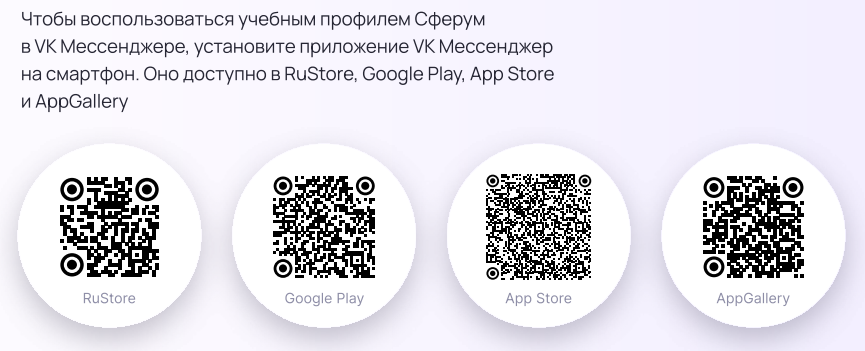 Чтобы воспользоваться учебным профилем Сферум
в VK Мессенджере, установите приложение VK Мессенджер
на смартфон. Оно доступно в RuStore, Google Play, App Store
и AppGallery
RuStore
Google Play
App Store
AppGallery